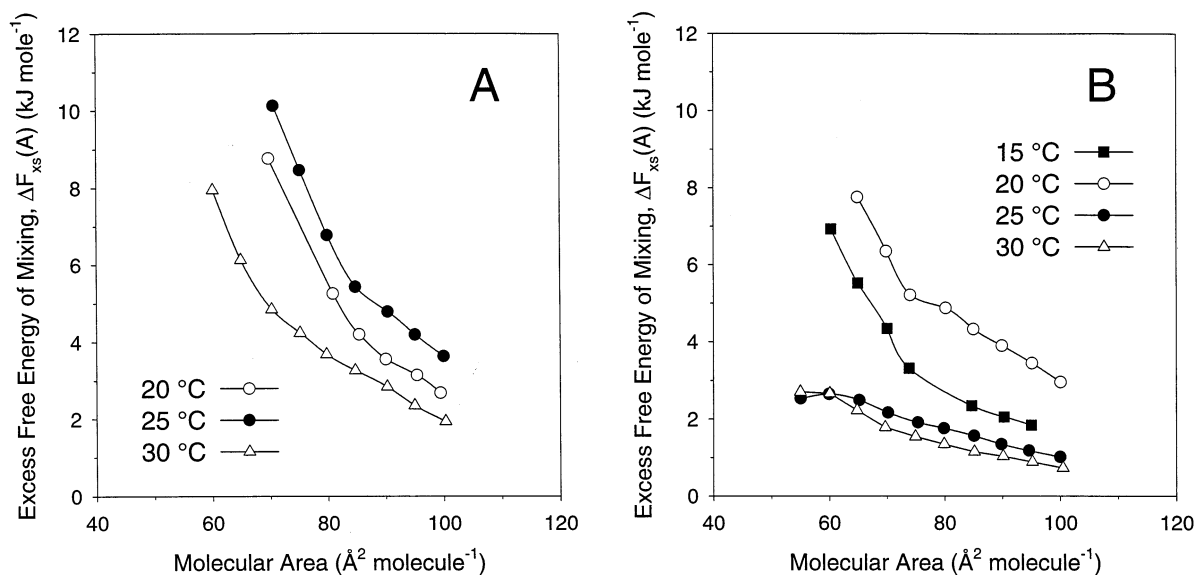 A
Excess Free Energy of Mixing, ΔF_xs(A) (kJ mole⁻¹)
12
10
8
6
4
2
0
20 °C
25 °C
30 °C
40 60 80 100 120
Molecular Area (Å² molecule⁻¹)
B
Excess Free Energy of Mixing, ΔF_xs(A) (kJ mole⁻¹)
12
10
8
6
4
2
0
15 °C
20 °C
25 °C
30 °C
40 60 80 100 120
Molecular Area (Å² molecule⁻¹)